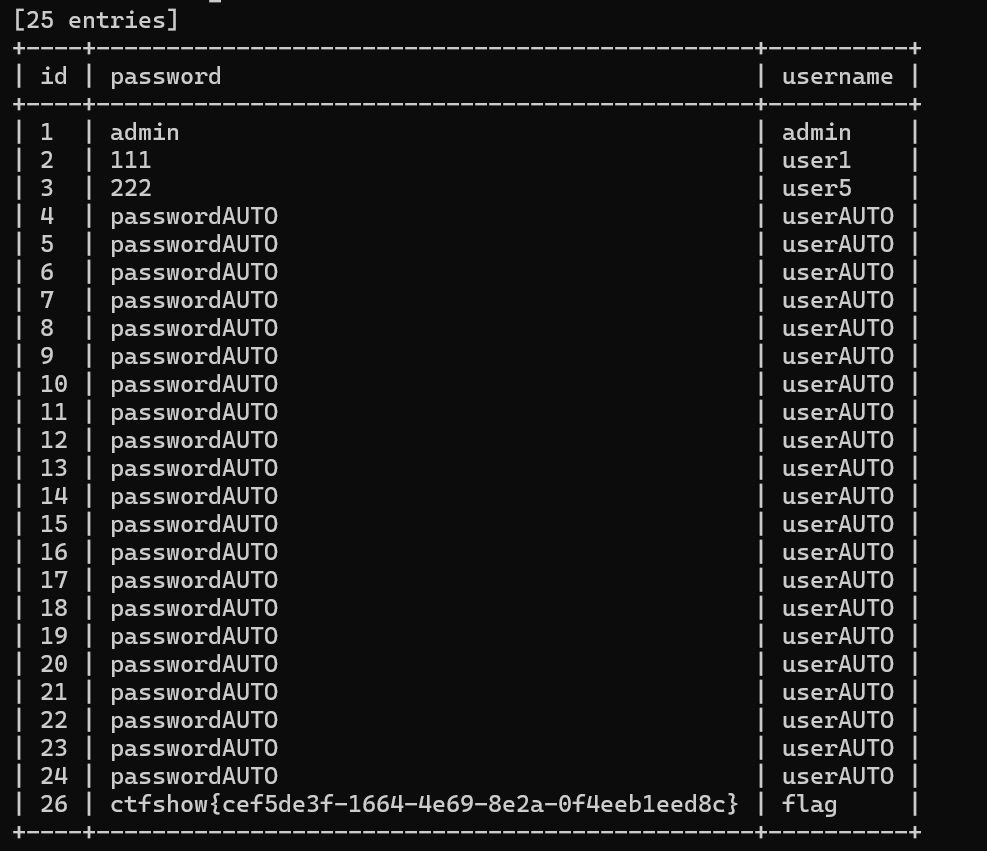 [25 entries]
+----+-----------------------------------------------+----------+
| id | password                                      | username |
+----+-----------------------------------------------+----------+
| 1  | admin                                         | admin    |
| 2  | 111                                           | user1    |
| 3  | 222                                           | user5    |
| 4  | passwordAUTO                                  | userAUTO |
| 5  | passwordAUTO                                  | userAUTO |
| 6  | passwordAUTO                                  | userAUTO |
| 7  | passwordAUTO                                  | userAUTO |
| 8  | passwordAUTO                                  | userAUTO |
| 9  | passwordAUTO                                  | userAUTO |
| 10 | passwordAUTO                                  | userAUTO |
| 11 | passwordAUTO                                  | userAUTO |
| 12 | passwordAUTO                                  | userAUTO |
| 13 | passwordAUTO                                  | userAUTO |
| 14 | passwordAUTO                                  | userAUTO |
| 15 | passwordAUTO                                  | userAUTO |
| 16 | passwordAUTO                                  | userAUTO |
| 17 | passwordAUTO                                  | userAUTO |
| 18 | passwordAUTO                                  | userAUTO |
| 19 | passwordAUTO                                  | userAUTO |
| 20 | passwordAUTO                                  | userAUTO |
| 21 | passwordAUTO                                  | userAUTO |
| 22 | passwordAUTO                                  | userAUTO |
| 23 | passwordAUTO                                  | userAUTO |
| 24 | passwordAUTO                                  | userAUTO |
| 26 | ctfshow{cef5de3f-1664-4e69-8e2a-0f4eeb1eed8c} | flag     |
+----+-----------------------------------------------+----------+